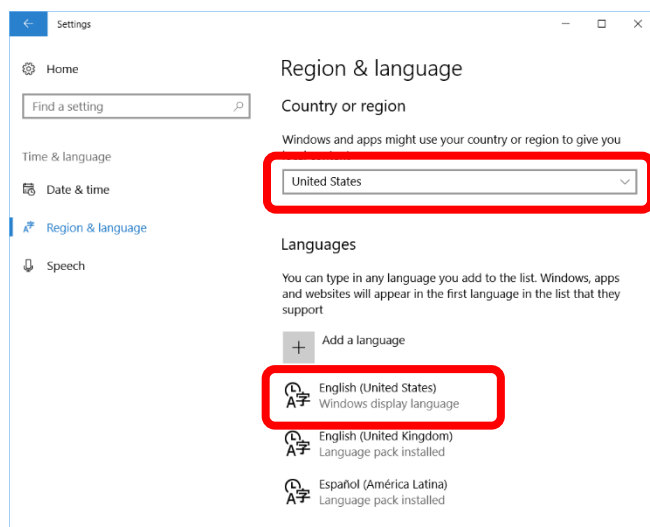 Settings
Home
Find a setting
Time & language
Date & time
Region & language
Speech
Region & language
Country or region
Windows and apps might use your country or region to give you
United States
Languages
You can type in any language you add to the list. Windows, apps
and websites will appear in the first language in the list that they
support
Add a language
English (United States)
Windows display language
English (United Kingdom)
Language pack installed
Español (América Latina)
Language pack installed